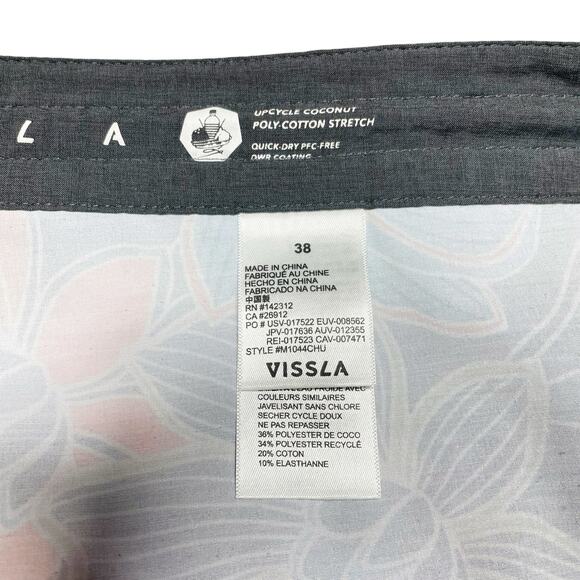 L A
UPCYCLE COCONUT
POLY-COTTON STRETCH
QUICK-DRY PFC-FREE
DWR COATING
38
MADE IN CHINA
FABRIQUÉ AU CHINE
HECHO EN CHINA
FABRICADO NA CHINA
中国製
RN #142312
CA #26912
PO # USV-017522 EUV-008562
JPV-017636 AUV-012355
REI-017523 CAV-007471
STYLE #M1044CHU
VISSLA
A L'EAU FROIDE AVEC
COULEURS SIMILAIRES
JAVELISANT SANS CHLORE
SECHER CYCLE DOUX
NE PAS REPASSER
36% POLYESTER DE COCO
34% POLYESTER RECYCLÉ
20% COTON
10% ELASTHANNE